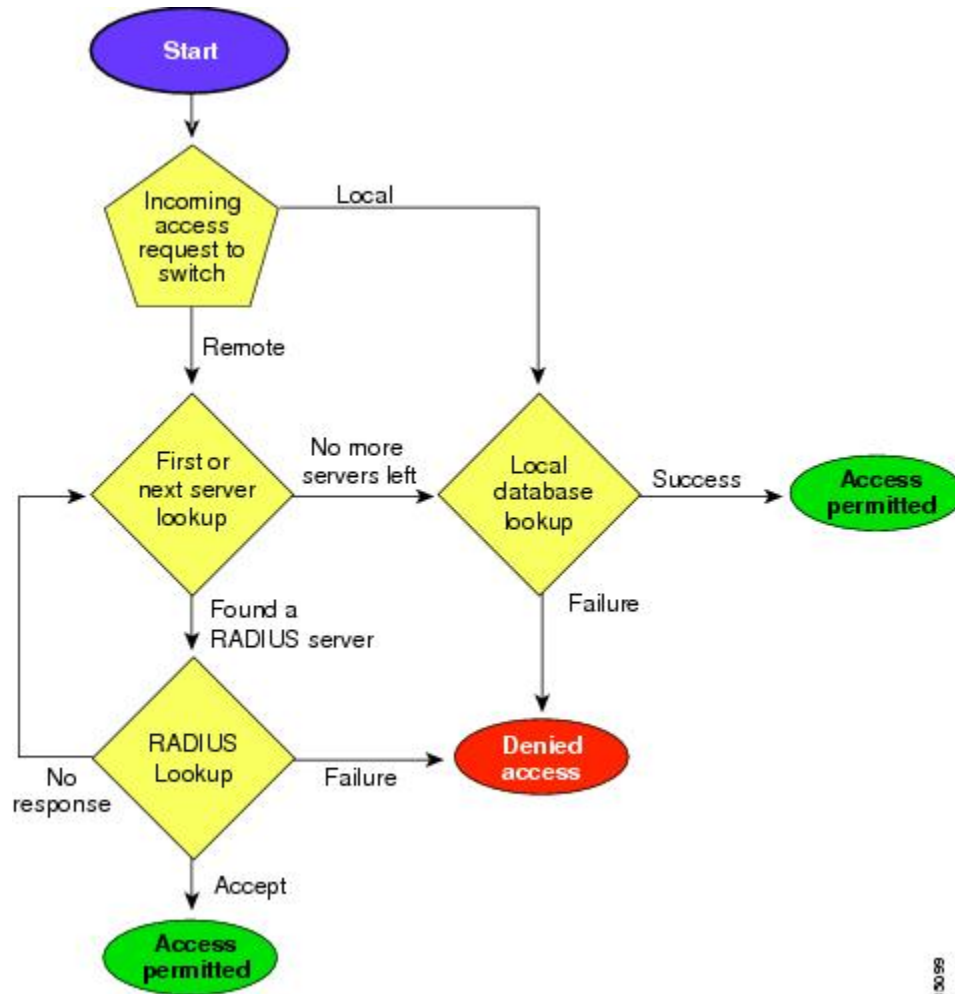 Start
Incoming
access
request to
switch
Local
Remote
First or
next server
lookup
No more
servers left
Local
database
lookup
Success
Access
permitted
Found a
RADIUS server
Failure
RADIUS
Lookup
No
response
Failure
Denied
access
Accept
Access
permitted